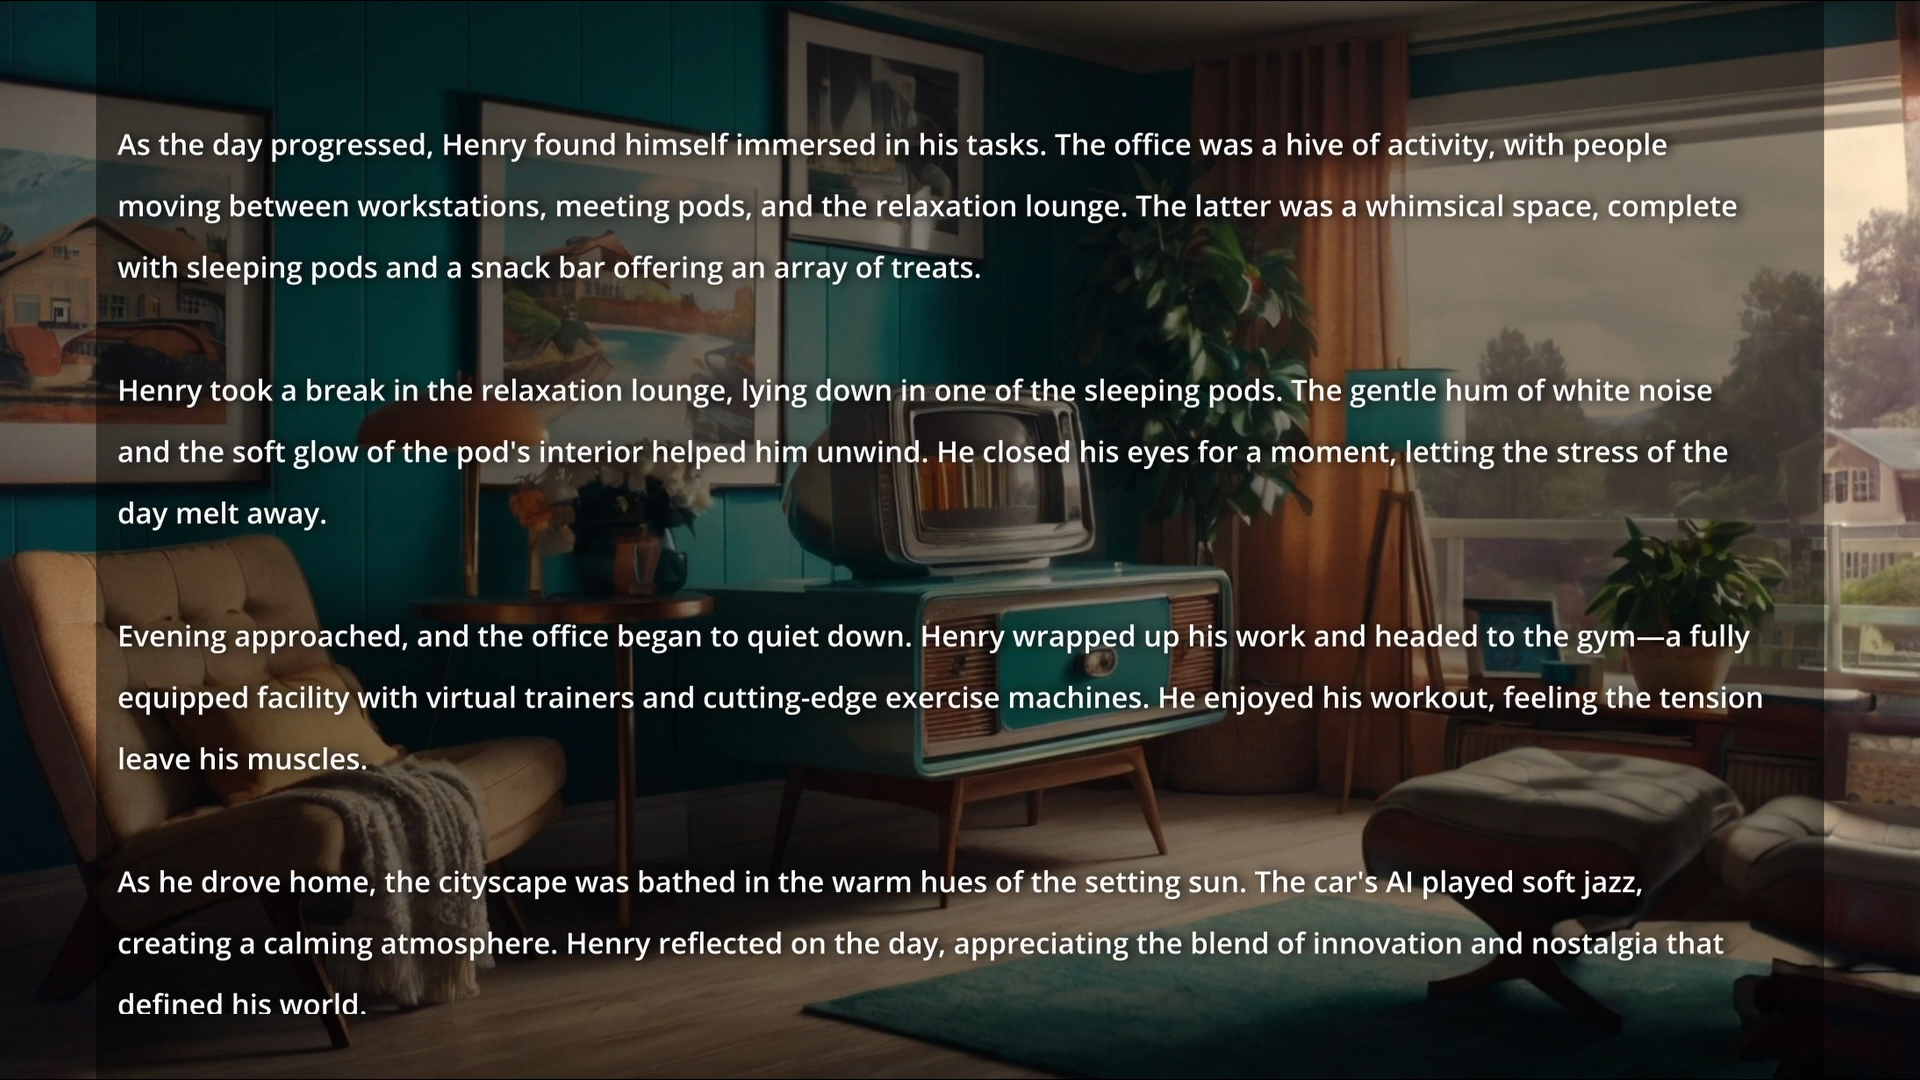 As the day progressed, Henry found himself immersed in his tasks. The office was a hive of activity, with people
moving between workstations, meeting pods, and the relaxation lounge. The latter was a whimsical space, complete
with sleeping pods and a snack bar offering an array of treats.
Henry took a break in the relaxation lounge, lying down in one of the sleeping pods. The gentle hum of white noise
and the soft glow of the pod's interior helped him unwind. He closed his eyes for a moment, letting the stress of the
day melt away.
Evening approached, and the office began to quiet down. Henry wrapped up his work and headed to the gym—a fully
equipped facility with virtual trainers and cutting-edge exercise machines. He enjoyed his workout, feeling the tension
leave his muscles.
As he drove home, the cityscape was bathed in the warm hues of the setting sun. The car's AI played soft jazz,
creating a calming atmosphere. Henry reflected on the day, appreciating the blend of innovation and nostalgia that
defined his world.